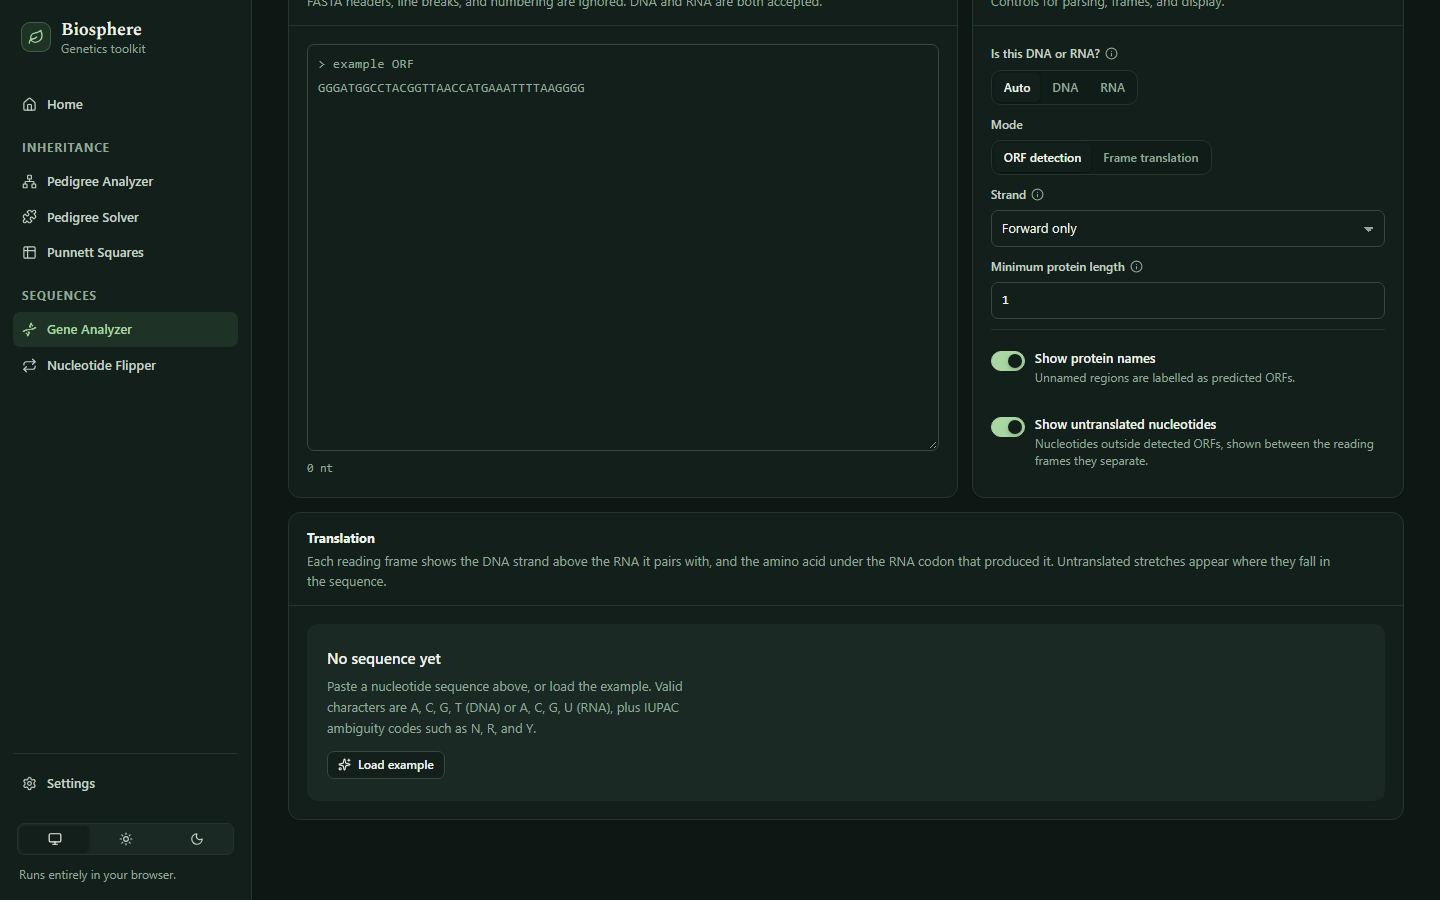 Biosphere
Genetics toolkit
Home
INHERITANCE
Pedigree Analyzer
Pedigree Solver
Punnett Squares
SEQUENCES
Gene Analyzer
Nucleotide Flipper
Settings
Runs entirely in your browser.
FASTA headers, line breaks, and numbering are ignored. DNA and RNA are both accepted.
> example ORF
GGGATGGCCTACGGTTAACCATGAAATTTTAAGGGG
0 nt
Controls for parsing, frames, and display.
Is this DNA or RNA?
Auto DNA RNA
Mode
ORF detection Frame translation
Strand
Forward only
Minimum protein length
1
Show protein names
Unnamed regions are labelled as predicted ORFs.
Show untranslated nucleotides
Nucleotides outside detected ORFs, shown between the reading
frames they separate.
Translation
Each reading frame shows the DNA strand above the RNA it pairs with, and the amino acid under the RNA codon that produced it. Untranslated stretches appear where they fall in
the sequence.
No sequence yet
Paste a nucleotide sequence above, or load the example. Valid
characters are A, C, G, T (DNA) or A, C, G, U (RNA), plus IUPAC
ambiguity codes such as N, R, and Y.
Load example